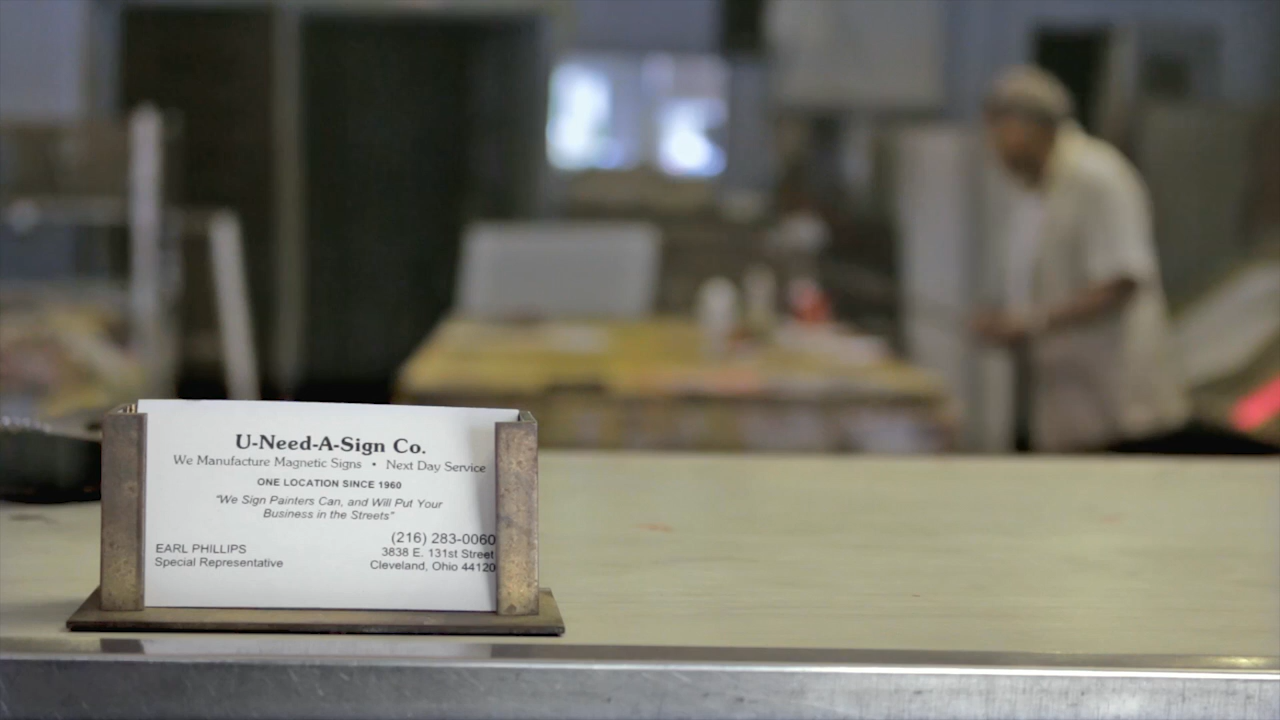 U-Need-A-Sign Co.
We Manufacture Magnetic Signs • Next Day Service
ONE LOCATION SINCE 1960
"We Sign Painters Can, and Will Put Your
Business in the Streets"
(216) 283-0060
EARL PHILLIPS
3838 E. 131st Street
Special Representative
Cleveland, Ohio 44120